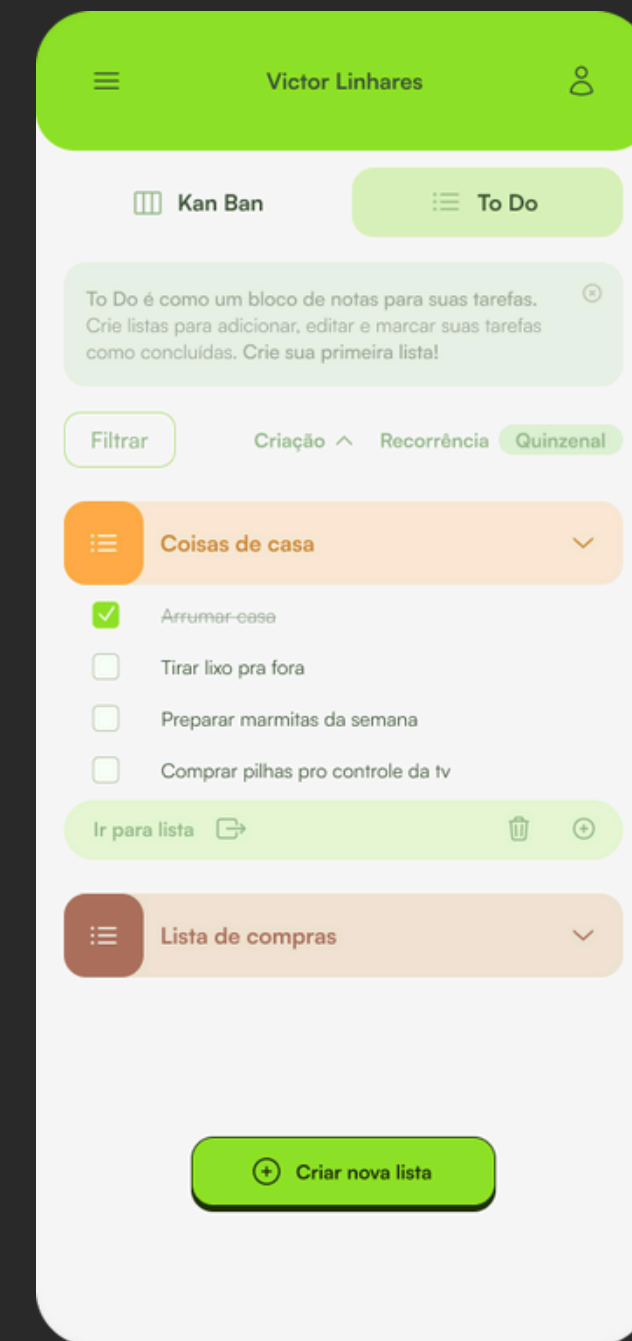 Victor Linhares
Kan Ban
To Do
To Do é como um bloco de notas para suas tarefas.
Crie listas para adicionar, editar e marcar suas tarefas
como concluídas. Crie sua primeira lista!
Filtrar
Criação
Recorrência
Quinzenal
Coisas de casa
Arrumar casa
Tirar lixo pra fora
Preparar marmitas da semana
Comprar pilhas pro controle da tv
Ir para lista
Lista de compras
Criar nova lista